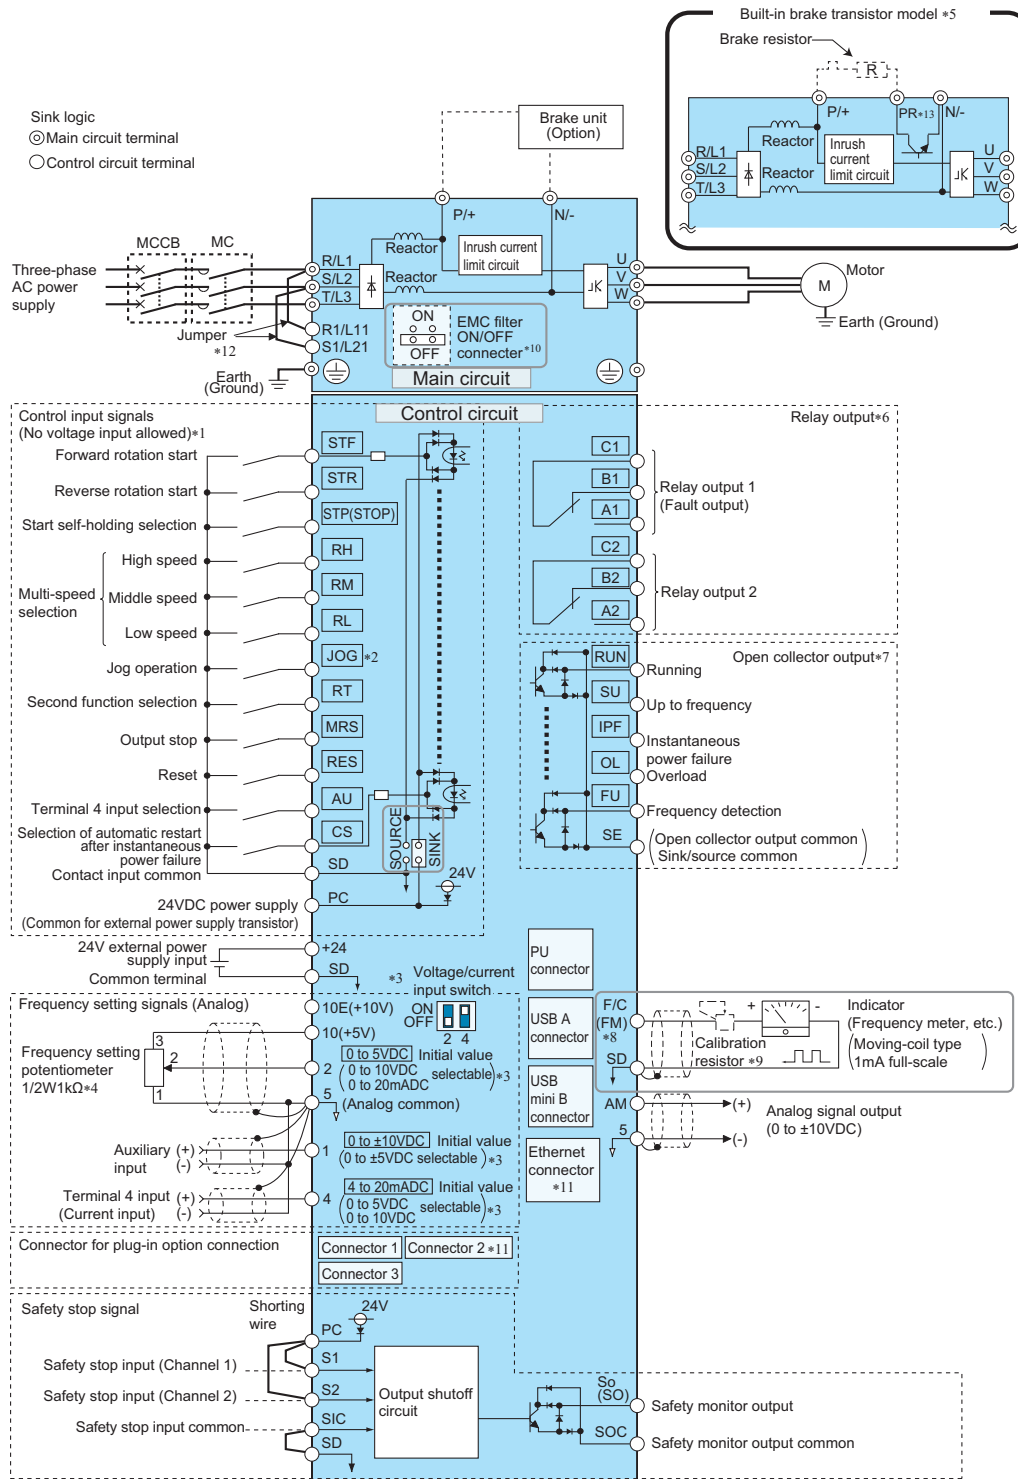 Built-in brake transistor model *5
Brake resistor
R
P/+
PR*13
N/-
R/L1
S/L2
T/L3
Reactor
Reactor
Inrush
current
limit circuit
U
V
W
Sink logic
Main circuit terminal
Control circuit terminal
Brake unit
(Option)
P/+
N/-
MCCB
MC
Three-phase
AC power
supply
R/L1
S/L2
T/L3
Reactor
Reactor
Inrush current
limit circuit
U
V
W
Motor
M
Earth (Ground)
R1/L11
S1/L21
Jumper
*12
ON
OFF
EMC filter
ON/OFF
connecter*10
Earth
(Ground)
Main circuit
Control circuit
Control input signals
(No voltage input allowed)*1
Forward rotation start
STF
Reverse rotation start
STR
Start self-holding selection
STP(STOP)
Multi-speed
selection
High speed
RH
Middle speed
RM
Low speed
RL
Jog operation
JOG *2
Second function selection
RT
Output stop
MRS
Reset
RES
Terminal 4 input selection
AU
Selection of automatic restart
after instantaneous
power failure
CS
Contact input common
SD
SOURCE
SINK
24V
24VDC power supply
(Common for external power supply transistor)
PC
24V external power
supply input
+24
Common terminal
SD
Relay output*6
C1
B1
A1
Relay output 1
(Fault output)
C2
B2
A2
Relay output 2
Open collector output*7
RUN
Running
SU
Up to frequency
IPF
Instantaneous
power failure
OL
Overload
FU
Frequency detection
SE
Open collector output common
Sink/source common
PU
connector
USB A
connector
USB
mini B
connector
Ethernet
connector
*11
Frequency setting signals (Analog)
*3
Voltage/current
input switch
ON
OFF
2 4
10E(+10V)
10(+5V)
Frequency setting
potentiometer
1/2W1kΩ*4
3
2
1
2
0 to 5VDC Initial value
0 to 10VDC
0 to 20mADC
selectable *3
5
(Analog common)
Auxiliary
input
(+)
(-)
1
0 to ±10VDC Initial value
(0 to ±5VDC selectable) *3
Terminal 4 input
(Current input)
(+)
(-)
4
4 to 20mADC Initial value
0 to 5VDC
0 to 10VDC
selectable *3
F/C
(FM)
*8
SD
+ -
Calibration
resistor *9
Indicator
(Frequency meter, etc.)
(Moving-coil type
1mA full-scale)
AM
5
(+)
(-)
Analog signal output
(0 to ±10VDC)
Connector for plug-in option connection
Connector 1
Connector 2 *11
Connector 3
Safety stop signal
Shorting
wire
24V
PC
Safety stop input (Channel 1)
S1
Safety stop input (Channel 2)
S2
Safety stop input common
SIC
SD
Output shutoff
circuit
So
(SO)
Safety monitor output
SOC
Safety monitor output common